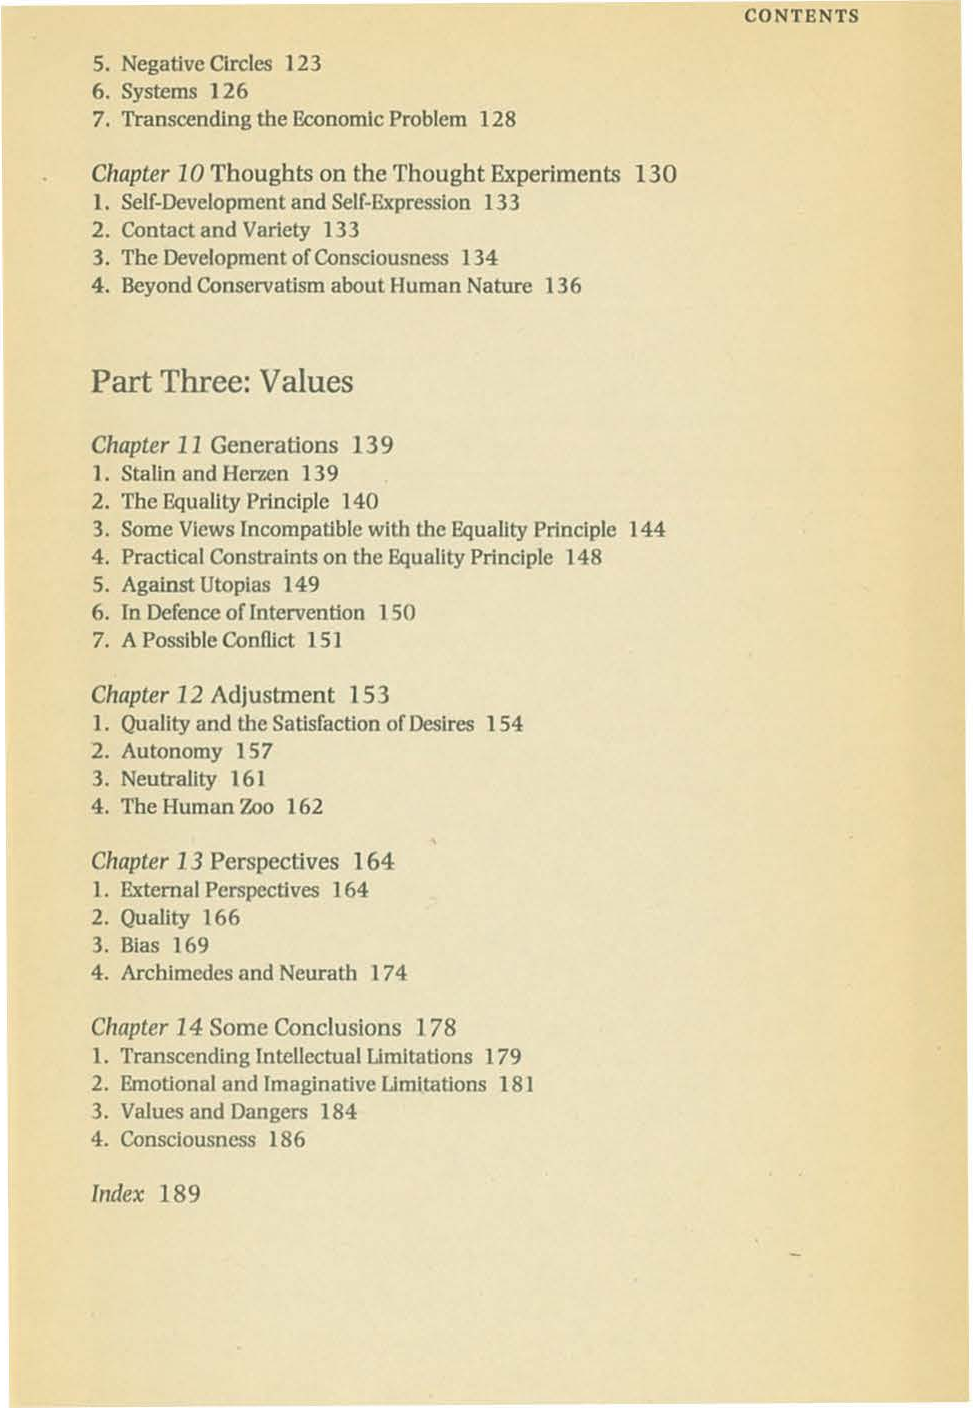 CONTENTS
5. Negative Circles 123
6. Systems 126
7. Transcending the Economic Problem 128
Chapter 10 Thoughts on the Thought Experiments 130
1. Self-Development and Self-Expression 133
2. Contact and Variety 133
3. The Development of Consciousness 134
4. Beyond Conservatism about Human Nature 136
Part Three: Values
Chapter 11 Generations 139
1. Stalin and Herzen 139
2. The Equality Principle 140
3. Some Views Incompatible with the Equality Principle 144
4. Practical Constraints on the Equality Principle 148
5. Against Utopias 149
6. In Defence of Intervention 150
7. A Possible Conflict 151
Chapter 12 Adjustment 153
1. Quality and the Satisfaction of Desires 154
2. Autonomy 157
3. Neutrality 161
4. The Human Zoo 162
Chapter 13 Perspectives 164
1. External Perspectives 164
2. Quality 166
3. Bias 169
4. Archimedes and Neurath 174
Chapter 14 Some Conclusions 178
1. Transcending Intellectual Limitations 179
2. Emotional and Imaginative Limitations 181
3. Values and Dangers 184
4. Consciousness 186
Index 189